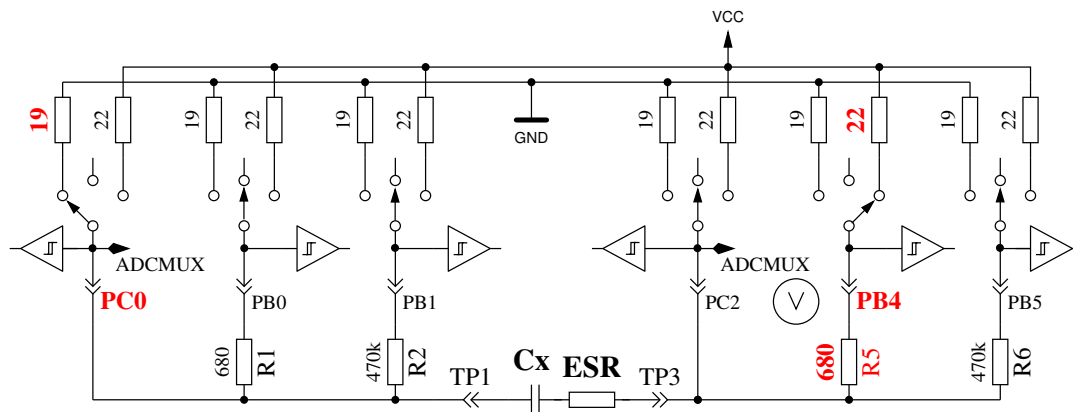 VCC
19
22
19
22
19
22
GND
19
22
19
22
19
22
ADCMUX
ADCMUX
PC0
PB0
PB1
PC2
V
PB4
PB5
680
R1
470k
R2
TP1
Cx
ESR
TP3
680
R5
470k
R6